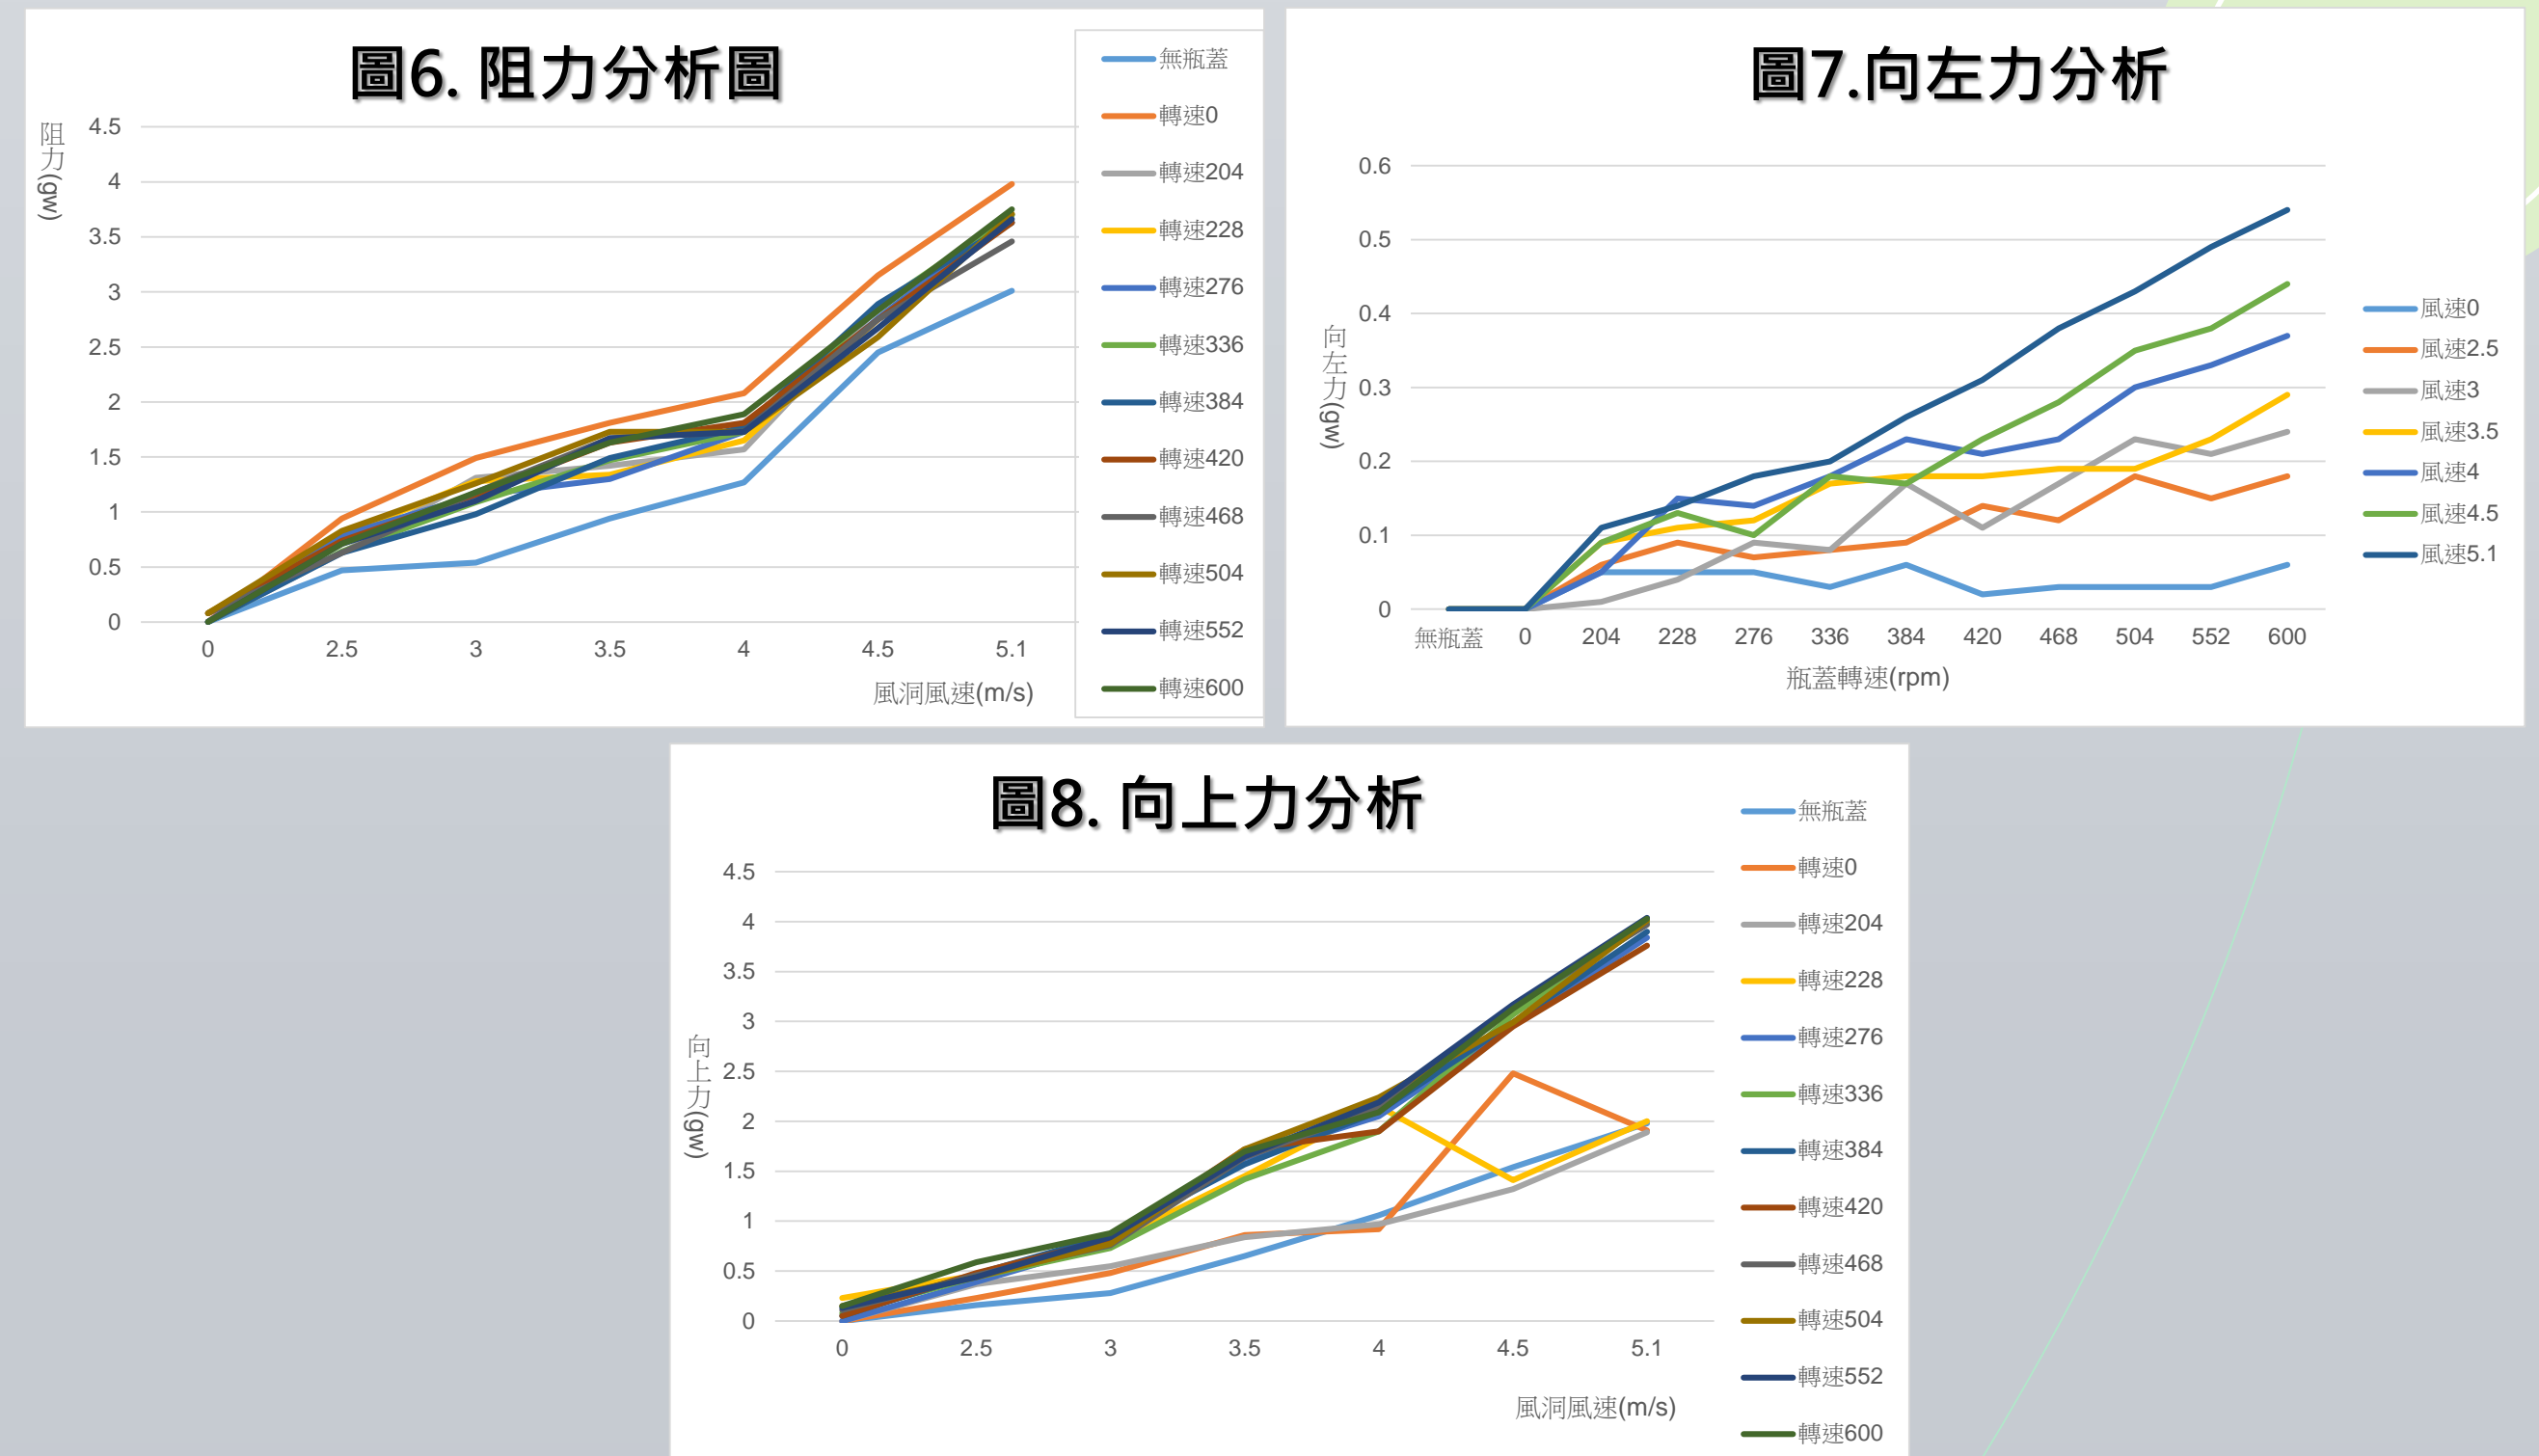 圖6. 阻力分析圖
阻力(gw)
4.5
4
3.5
3
2.5
2
1.5
1
0.5
0
0 2.5 3 3.5 4 4.5 5.1
風洞風速(m/s)
無瓶蓋
轉速0
轉速204
轉速228
轉速276
轉速336
轉速384
轉速420
轉速468
轉速504
轉速552
轉速600
圖7.向左力分析
向左力(gw)
0.6
0.5
0.4
0.3
0.2
0.1
0
無瓶蓋 0 204 228 276 336 384 420 468 504 552 600
瓶蓋轉速(rpm)
風速0
風速2.5
風速3
風速3.5
風速4
風速4.5
風速5.1
圖8. 向上力分析
向上力(gw)
4.5
4
3.5
3
2.5
2
1.5
1
0.5
0
0 2.5 3 3.5 4 4.5 5.1
風洞風速(m/s)
無瓶蓋
轉速0
轉速204
轉速228
轉速276
轉速336
轉速384
轉速420
轉速468
轉速504
轉速552
轉速600